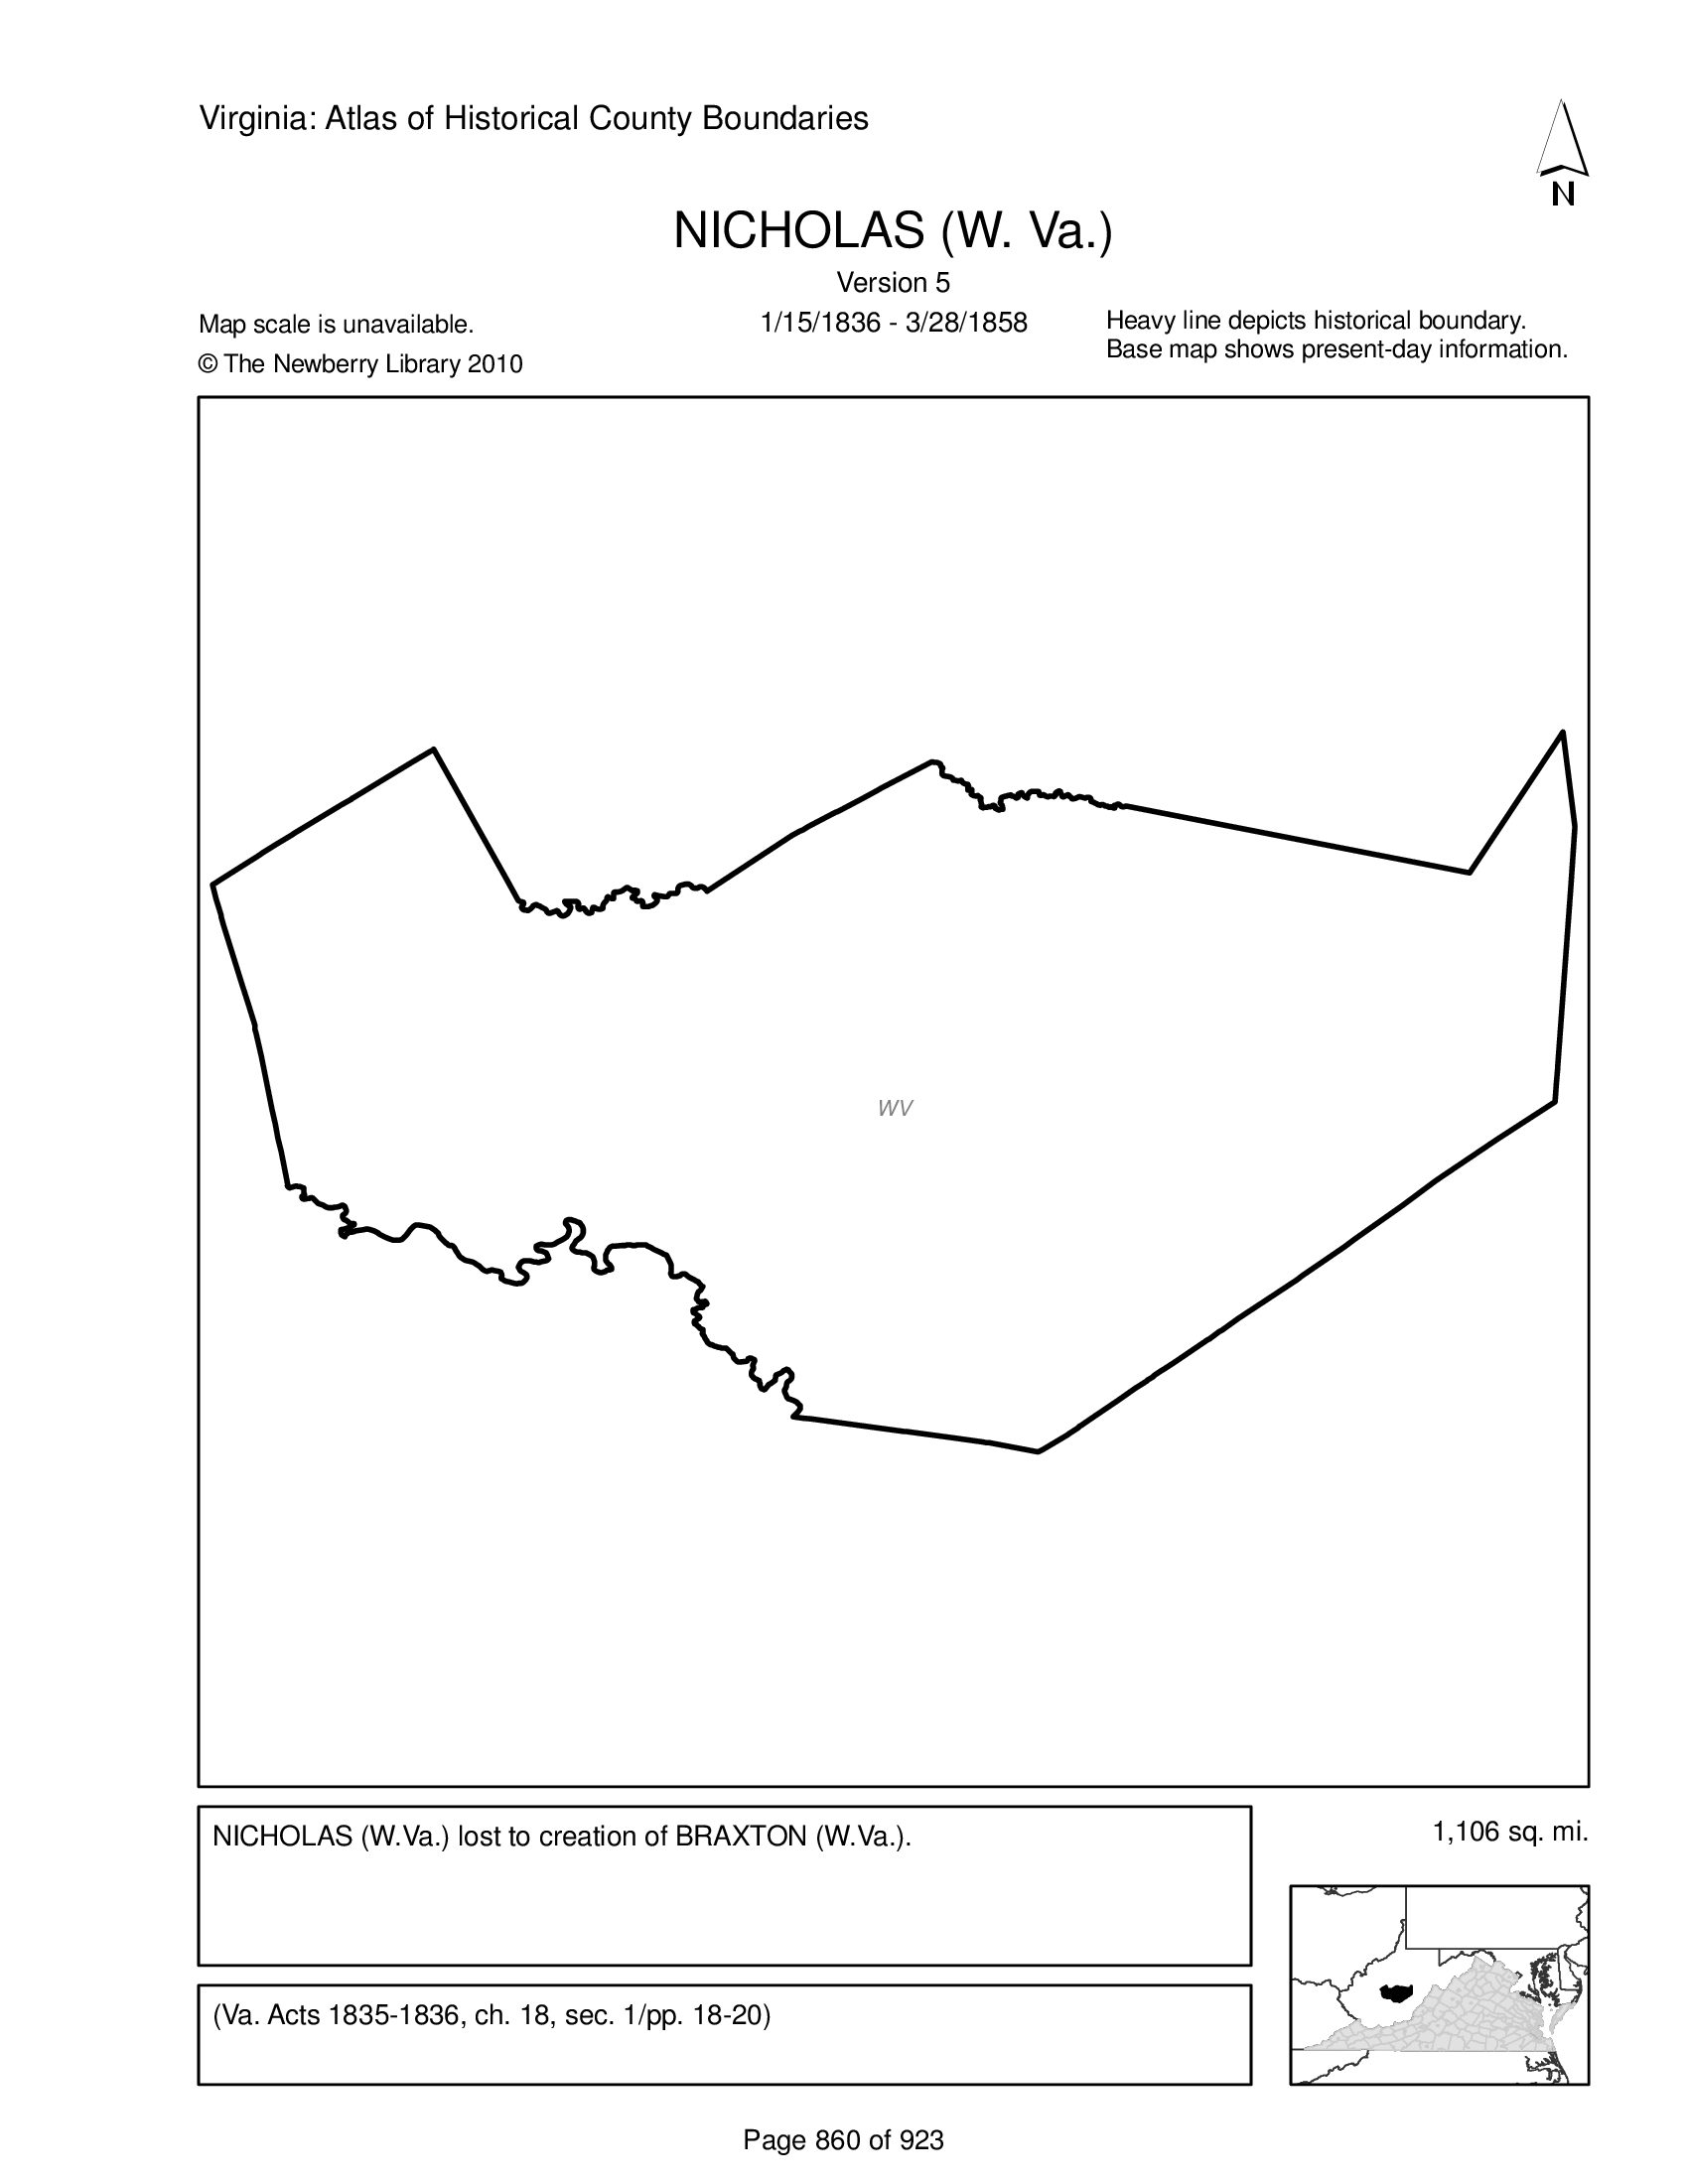 Virginia: Atlas of Historical County Boundaries
N
NICHOLAS (W. Va.)
Version 5
1/15/1836 - 3/28/1858
Map scale is unavailable.
© The Newberry Library 2010
Heavy line depicts historical boundary.
Base map shows present-day information.
WV
NICHOLAS (W.Va.) lost to creation of BRAXTON (W.Va.).
1,106 sq. mi.
(Va. Acts 1835-1836, ch. 18, sec. 1/pp. 18-20)
Page 860 of 923